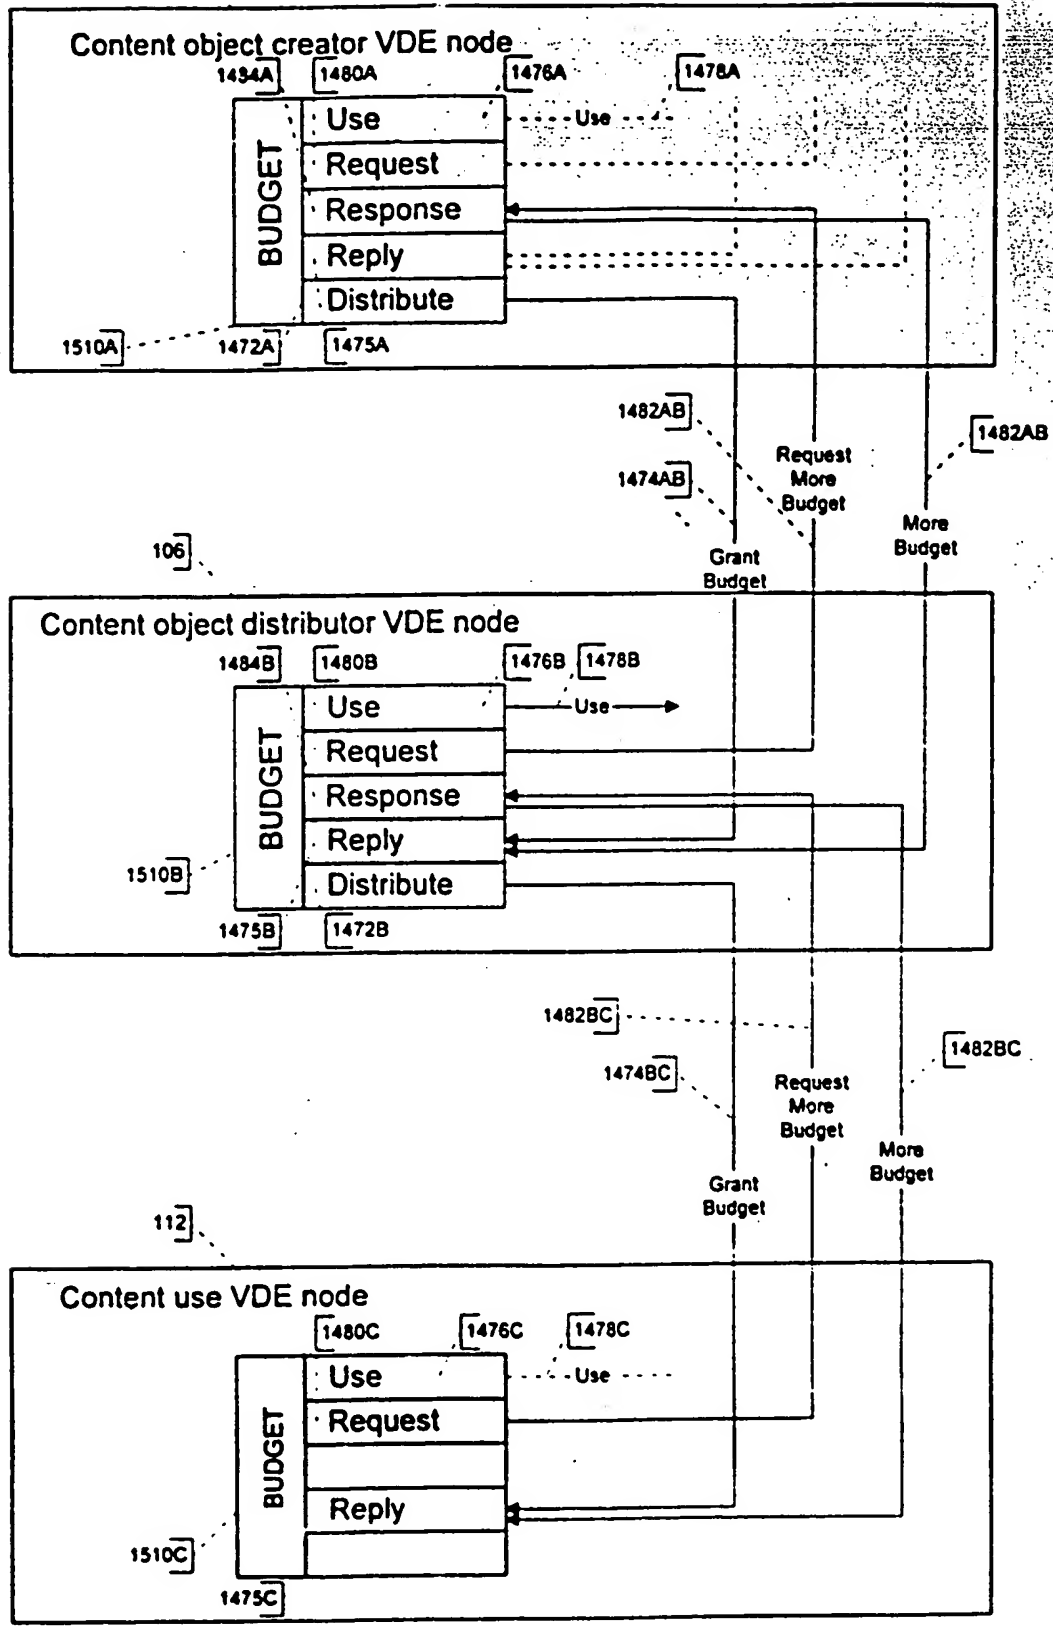 Content object creator VDE node
1434A 1480A 1476A 1478A
BUDGET
Use
Use
Request
Response
Reply
Distribute
1510A 1472A 1475A
1482AB
1482AB
Request
More
Budget
1474AB
More
Budget
Grant
Budget
106
Content object distributor VDE node
1484B 1480B 1476B 1478B
BUDGET
Use
Use
Request
Response
Reply
Distribute
1510B
1475B 1472B
1482BC
1482BC
1474BC
Request
More
Budget
More
Budget
Grant
Budget
112
Content use VDE node
1480C 1476C 1478C
BUDGET
Use
Use
Request
Reply
1510C
1475C